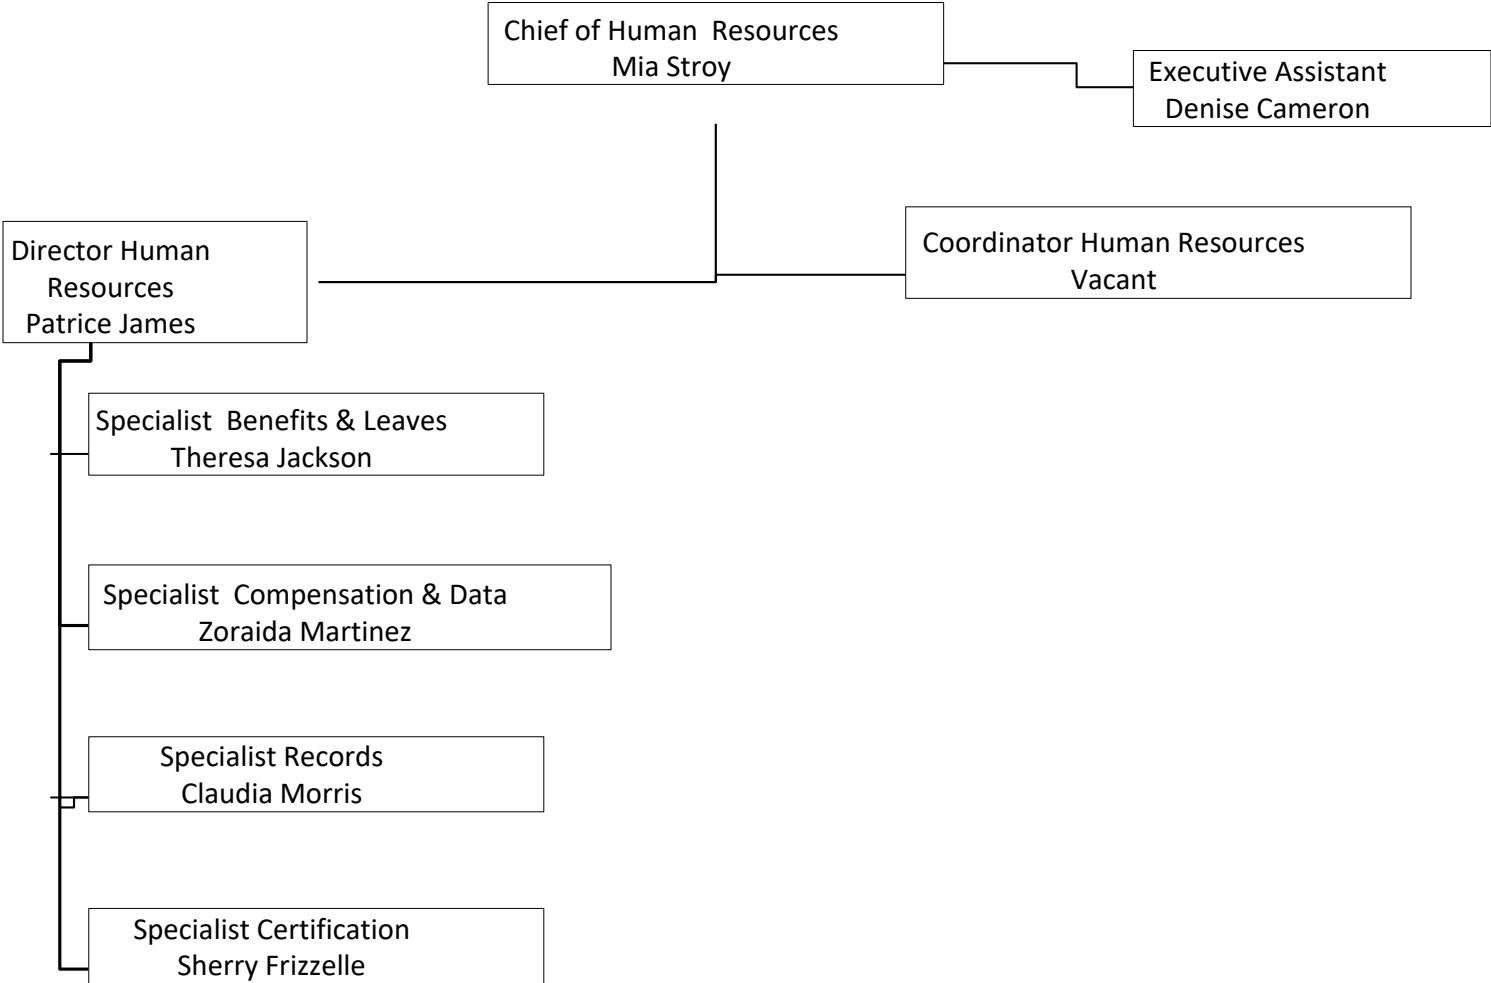 Chief of Human Resources
Mia Stroy
Executive Assistant
Denise Cameron
Director Human
Resources
Patrice James
Coordinator Human Resources
Vacant
Specialist Benefits & Leaves
Theresa Jackson
Specialist Compensation & Data
Zoraida Martinez
Specialist Records
Claudia Morris
Specialist Certification
Sherry Frizzelle